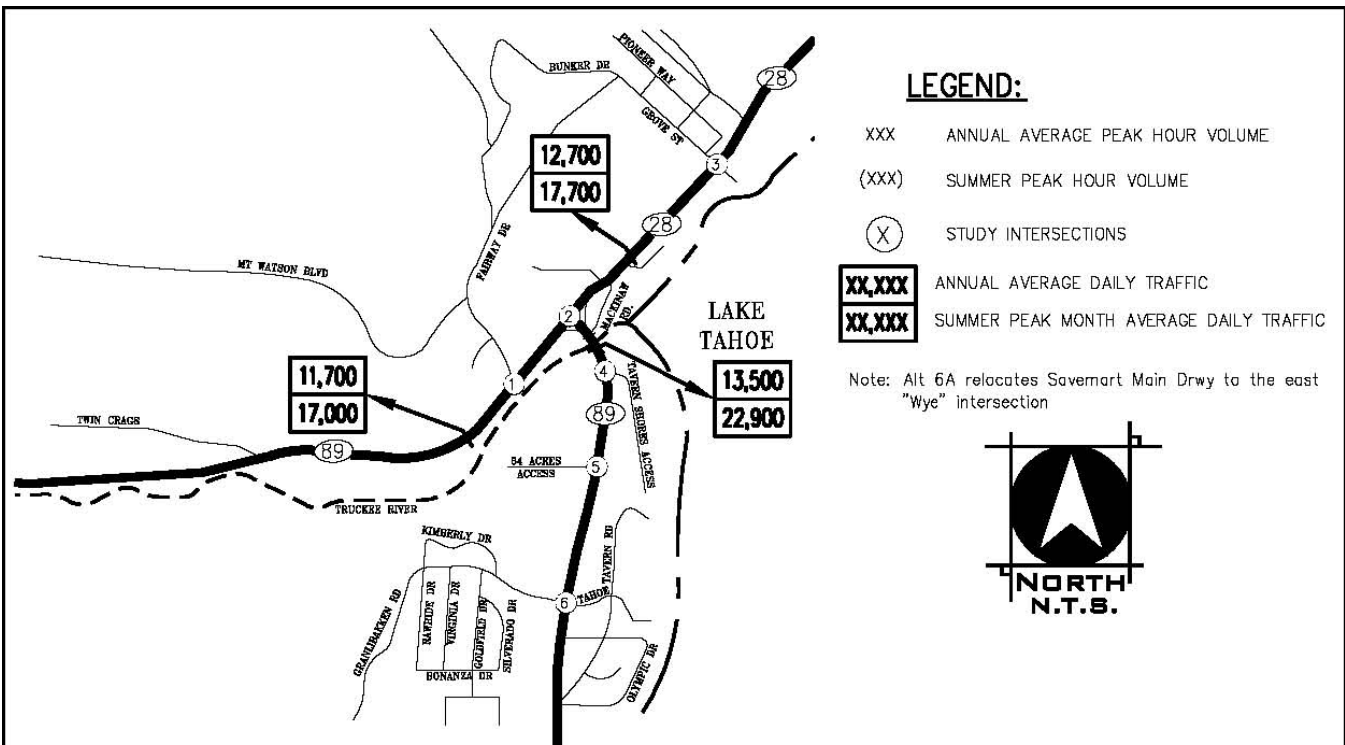 BUNKER DR
PIONEER WAY
GROVE ST
28
3
12,700
17,700
28
FAIRWAY DR
MT WATSON BLVD
2
MACKINAW RD.
LAKE
TAHOE
1
4
11,700
17,000
13,500
22,900
TWIN CRAGS
89
89
TAVERN SHORES ACCESS
64 ACRES
ACCESS
5
TRUCKEE RIVER
KIMBERLY DR
GRANLIBAKKEN RD
RAWHIDE DR
VIRGINIA DR
GOLDFIELD DR
SILVERADO DR
BONANZA DR
6
TAHOE TAVERN RD
OLYMPIC DR
LEGEND:
XXX ANNUAL AVERAGE PEAK HOUR VOLUME
(XXX) SUMMER PEAK HOUR VOLUME
X STUDY INTERSECTIONS
XX,XXX ANNUAL AVERAGE DAILY TRAFFIC
XX,XXX SUMMER PEAK MONTH AVERAGE DAILY TRAFFIC
Note: Alt 6A relocates Savemart Main Drwy to the east
"Wye" intersection
NORTH
N.T.S.